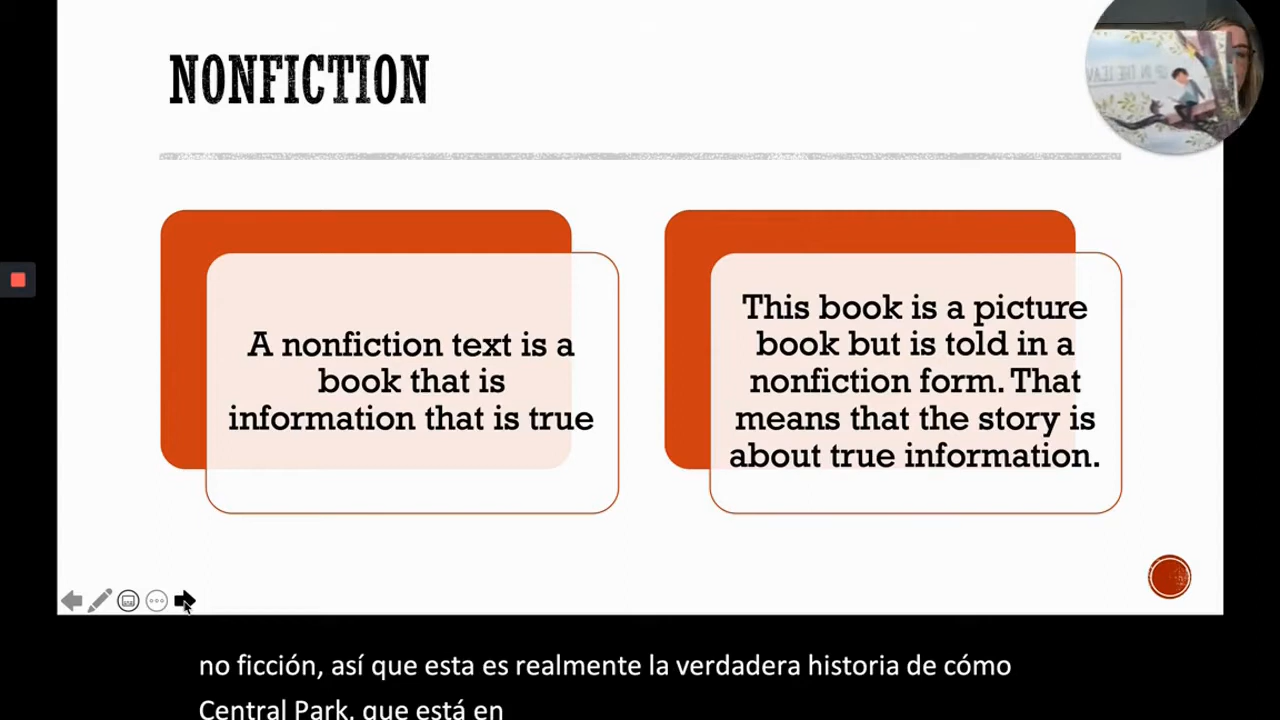 NONFICTION
A nonfiction text is a
book that is
information that is true
This book is a picture
book but is told in a
nonfiction form. That
means that the story is
about true information.
no ficción, así que esta es realmente la verdadera historia de cómo
Central Park, que está en